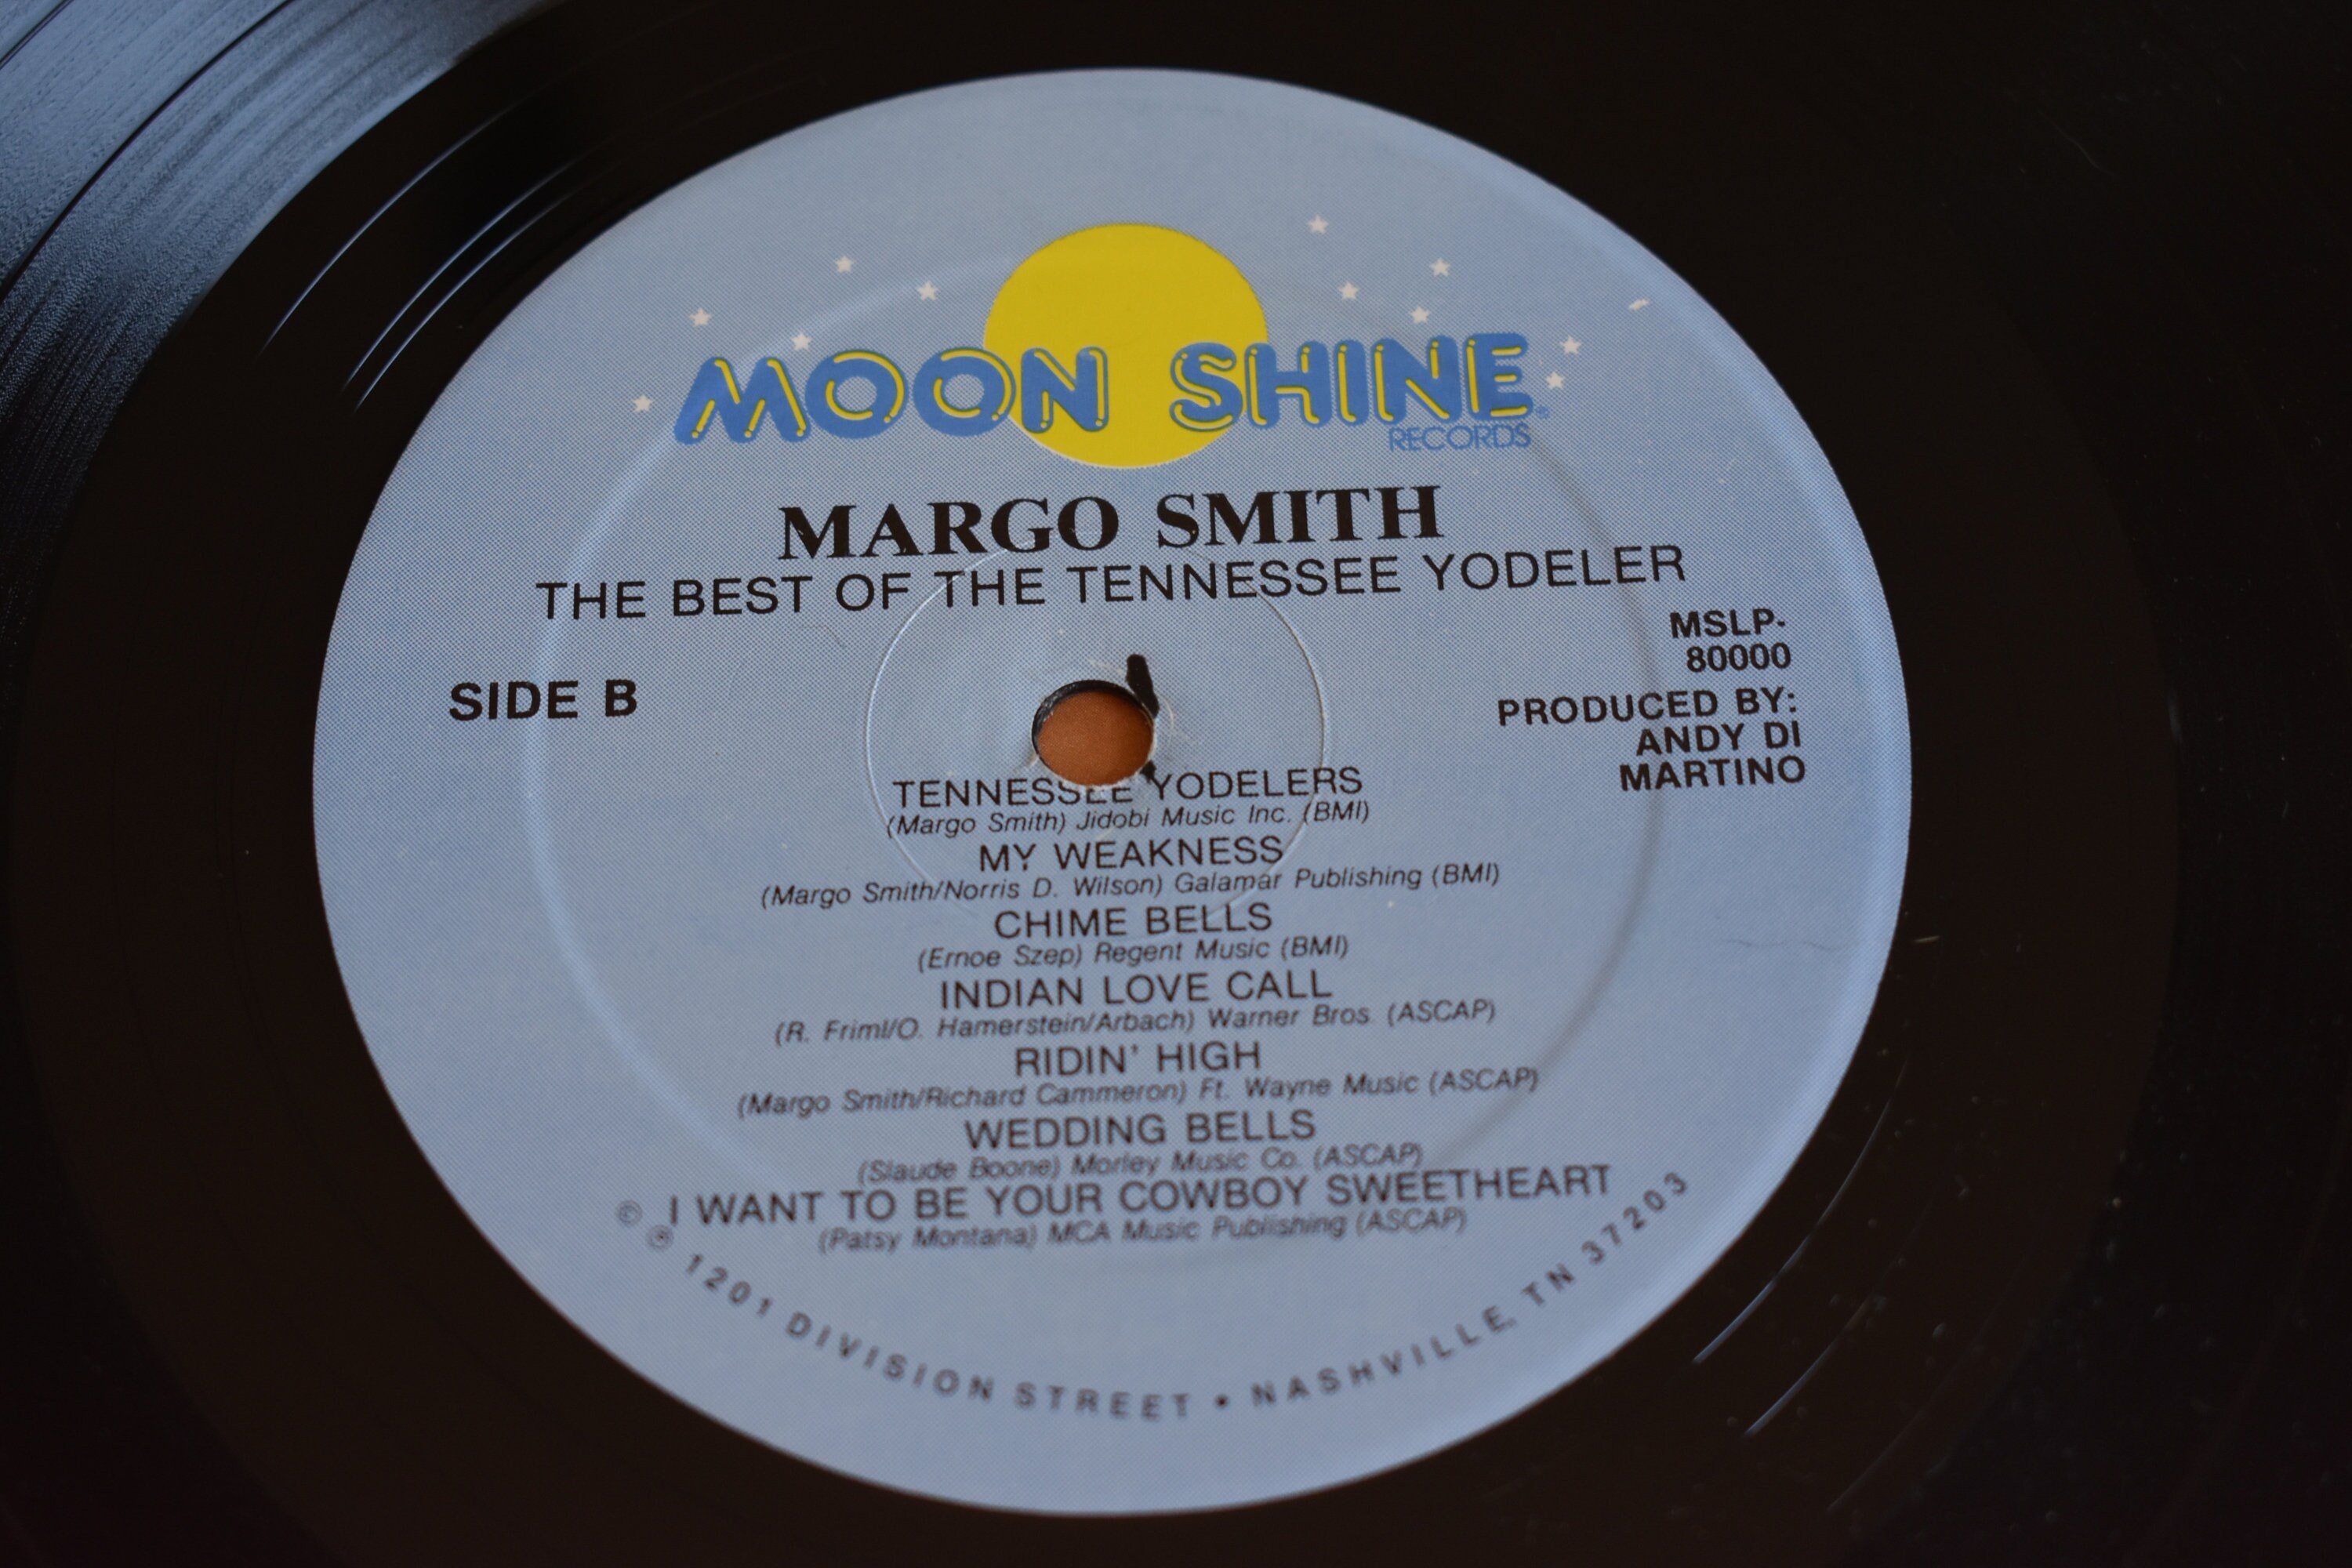 MOON SHINE®
RECORDS
MARGO SMITH
THE BEST OF THE TENNESSEE YODELER
MSLP-
80000
SIDE B
PRODUCED BY:
ANDY DI
MARTINO
TENNESSEE YODELERS
(Margo Smith) Jidobi Music Inc. (BMI)
MY WEAKNESS
(Margo Smith/Norris D. Wilson) Galamar Publishing (BMI)
CHIME BELLS
(Ernoe Szep) Regent Music (BMI)
INDIAN LOVE CALL
(R. Friml/O. Hamerstein/Arbach) Warner Bros. (ASCAP)
RIDIN' HIGH
(Margo Smith/Richard Cammeron) Ft. Wayne Music (ASCAP)
WEDDING BELLS
(Slaude Boone) Morley Music Co. (ASCAP)
I WANT TO BE YOUR COWBOY SWEETHEART
(Patsy Montana) MCA Music Publishing (ASCAP)
© ℗ 1201 DIVISION STREET • NASHVILLE, TN 37203